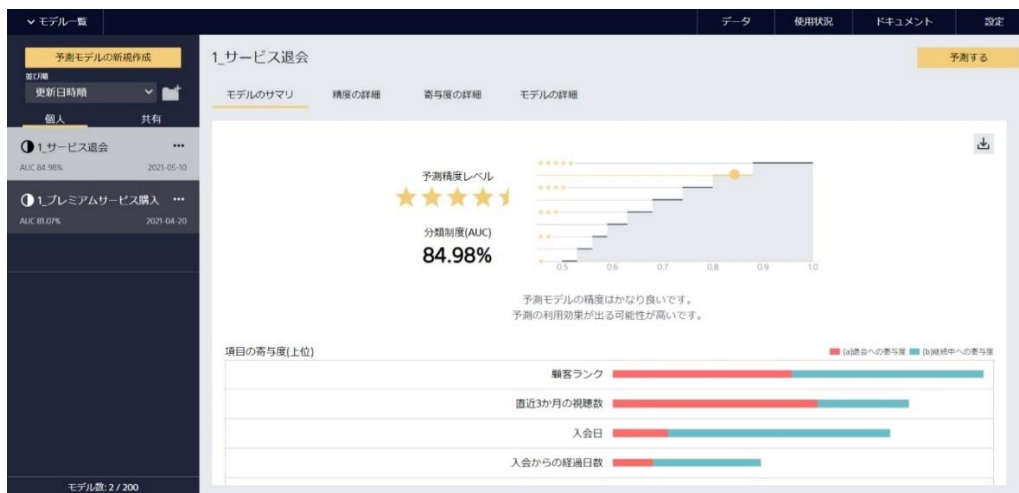 モデル一覧
データ 使用状況 ドキュメント 設定
予測モデルの新規作成
並び順
更新日時順
個人 共有
1_サービス退会 •••
AUC 84.98% 2021-05-10
1_プレミアムサービス購入 •••
AUC 81.07% 2021-04-20
モデル数: 2 / 200
1_サービス退会
予測する
モデルのサマリ 精度の詳細 寄与度の詳細 モデルの詳細
予測精度レベル
分類制度(AUC)
84.98%
0.5 0.6 0.7 0.8 0.9 1.0
予測モデルの精度はかなり良いです。
予測の利用効果が出る可能性が高いです。
項目の寄与度(上位)
(a)退会への寄与度 (b)継続中への寄与度
顧客ランク
直近3か月の視聴数
入会日
入会からの経過日数